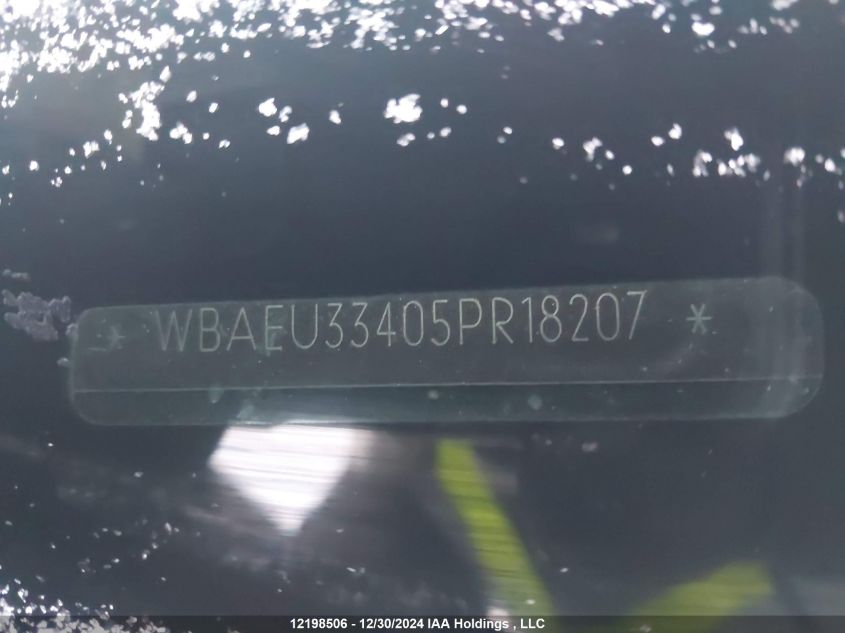 * WBAEU33405PR18207 *
12198506 - 12/30/2024 IAA Holdings , LLC